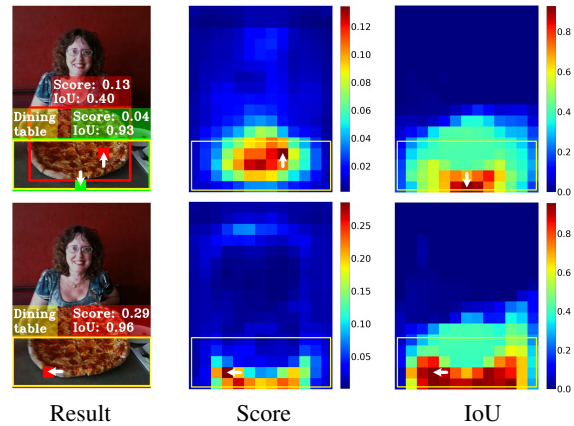 Score: 0.13
IoU: 0.40
Dining table
Score: 0.04
IoU: 0.93
0.12
0.10
0.08
0.06
0.04
0.02
0.8
0.6
0.4
0.2
0.0
Dining table
Score: 0.29
IoU: 0.96
0.25
0.20
0.15
0.10
0.05
0.8
0.6
0.4
0.2
0.0
Result
Score
IoU